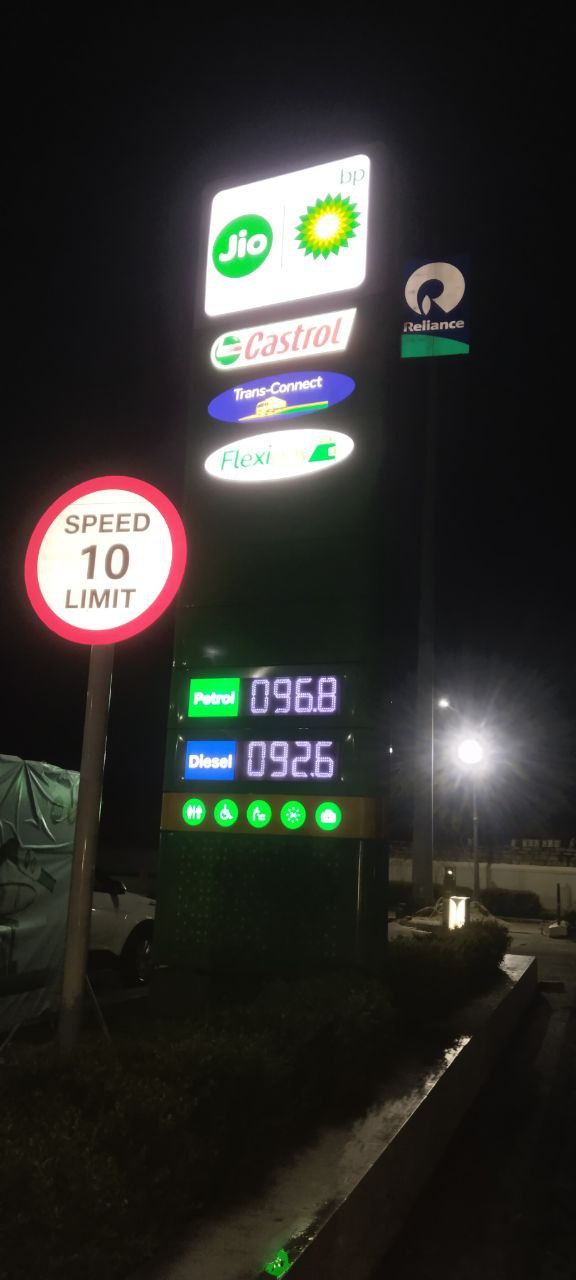 bp
Jio
Reliance
Castrol
Trans-Connect
Flexi
SPEED
10
LIMIT
Petrol 096.8
Diesel 092.6